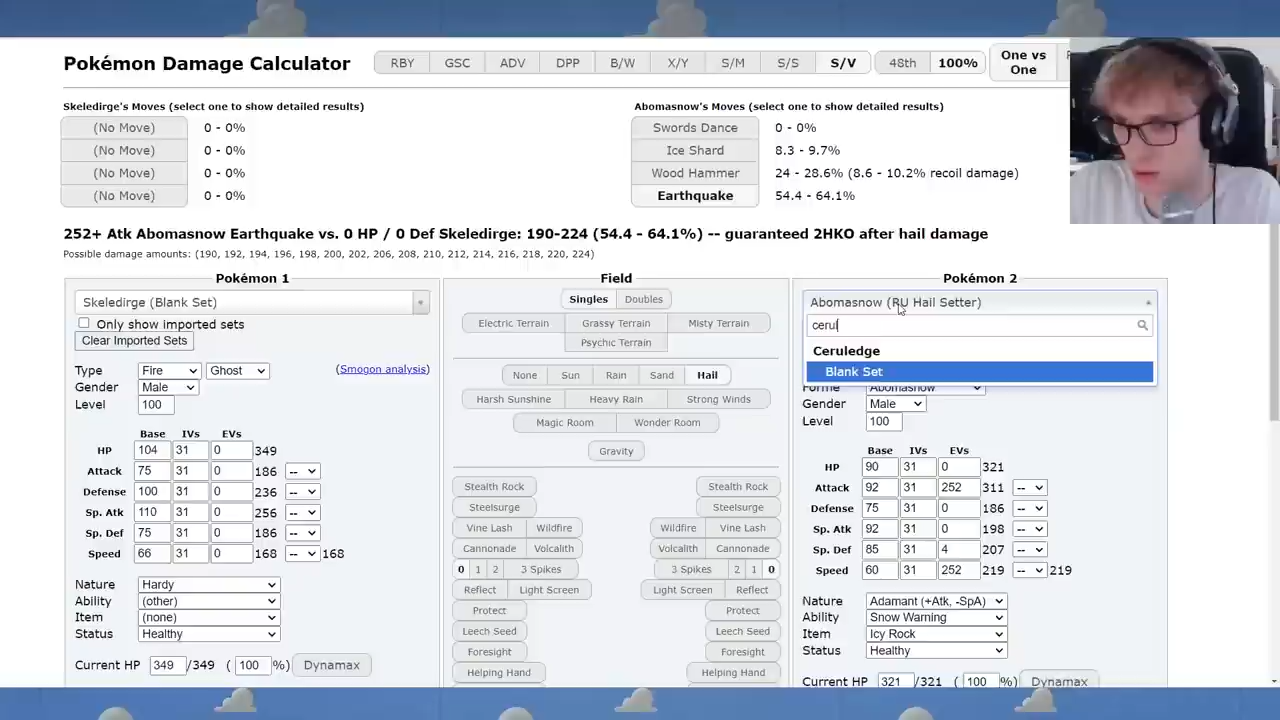 Pokémon Damage Calculator
RBY GSC ADV DPP B/W X/Y S/M S/S S/V 48th 100% One vs One
Skeledirge's Moves (select one to show detailed results)
(No Move) 0 - 0%
(No Move) 0 - 0%
(No Move) 0 - 0%
(No Move) 0 - 0%
Abomasnow's Moves (select one to show detailed results)
Swords Dance 0 - 0%
Ice Shard 8.3 - 9.7%
Wood Hammer 24 - 28.6% (8.6 - 10.2% recoil damage)
Earthquake 54.4 - 64.1%
252+ Atk Abomasnow Earthquake vs. 0 HP / 0 Def Skeledirge: 190-224 (54.4 - 64.1%) -- guaranteed 2HKO after hail damage
Possible damage amounts: (190, 192, 194, 196, 198, 200, 202, 206, 208, 210, 212, 214, 216, 218, 220, 224)
Pokémon 1
Skeledirge (Blank Set)
Only show imported sets
Clear Imported Sets
Type Fire Ghost (Smogon analysis)
Gender Male
Level 100
Base IVs EVs
HP 104 31 0 349
Attack 75 31 0 186 --
Defense 100 31 0 236 --
Sp. Atk 110 31 0 256 --
Sp. Def 75 31 0 186 --
Speed 66 31 0 168 -- 168
Nature Hardy
Ability (other)
Item (none)
Status Healthy
Current HP 349 /349 ( 100 %) Dynamax
Field
Singles Doubles
Electric Terrain Grassy Terrain Misty Terrain
Psychic Terrain
None Sun Rain Sand Hail
Harsh Sunshine Heavy Rain Strong Winds
Magic Room Wonder Room
Gravity
Stealth Rock Stealth Rock
Steelsurge Steelsurge
Vine Lash Wildfire Wildfire Vine Lash
Cannonade Volcalith Volcalith Cannonade
0 1 2 3 Spikes 3 Spikes 2 1 0
Reflect Light Screen Light Screen Reflect
Protect Protect
Leech Seed Leech Seed
Foresight Foresight
Helping Hand Helping Hand
Pokémon 2
Abomasnow (RU Hail Setter)
cerul
Ceruledge
Blank Set
Forme Abomasnow
Gender Male
Level 100
Base IVs EVs
HP 90 31 0 321
Attack 92 31 252 311 --
Defense 75 31 0 186 --
Sp. Atk 92 31 0 198 --
Sp. Def 85 31 4 207 --
Speed 60 31 252 219 -- 219
Nature Adamant (+Atk, -SpA)
Ability Snow Warning
Item Icy Rock
Status Healthy
Current HP 321 /321 ( 100 %) Dynamax